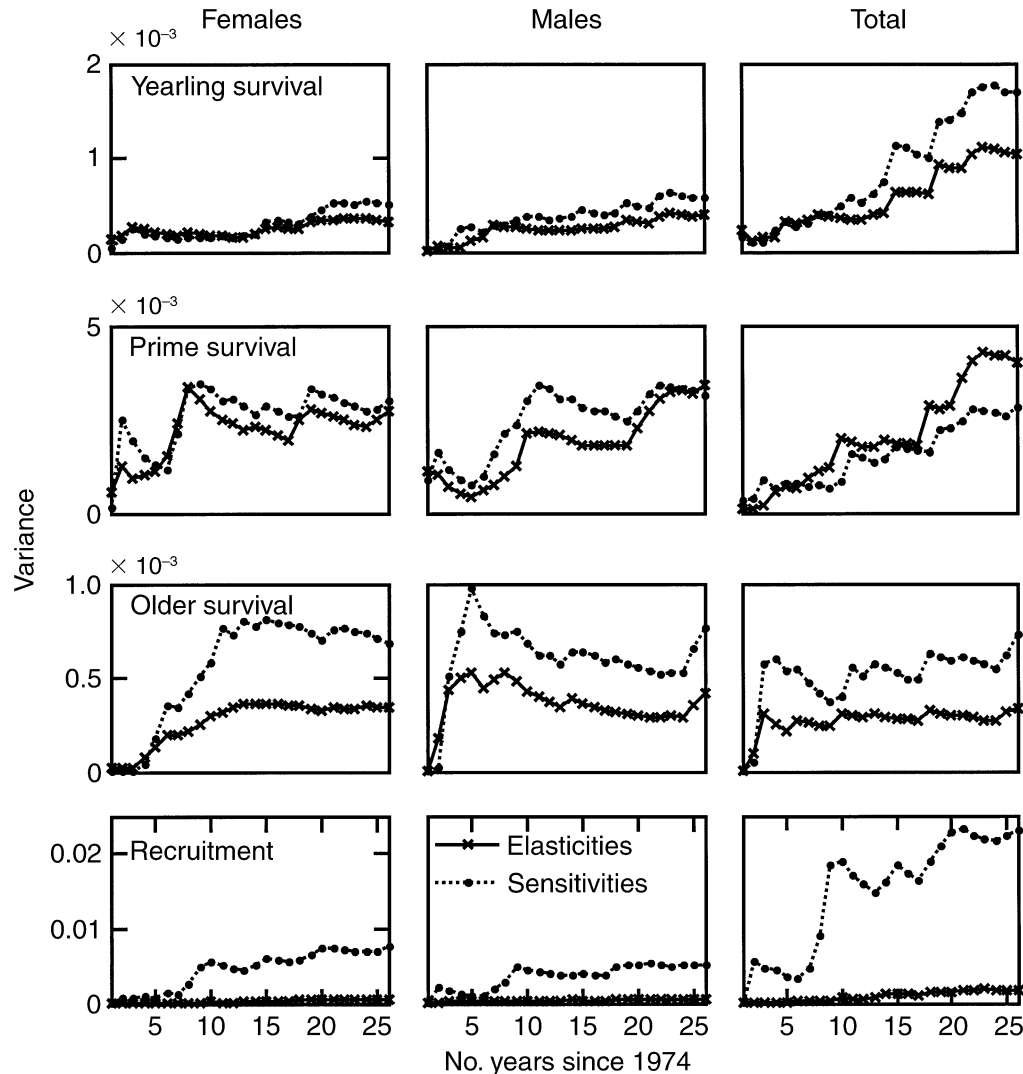 Females Males Total
× 10⁻³
2
Yearling survival
1
0
× 10⁻³
5
Prime survival
0
Variance
× 10⁻³
1.0
Older survival
0.5
0
0.02
Recruitment
Elasticities
Sensitivities
0.01
0
5 10 15 20 25 5 10 15 20 25 5 10 15 20 25
No. years since 1974